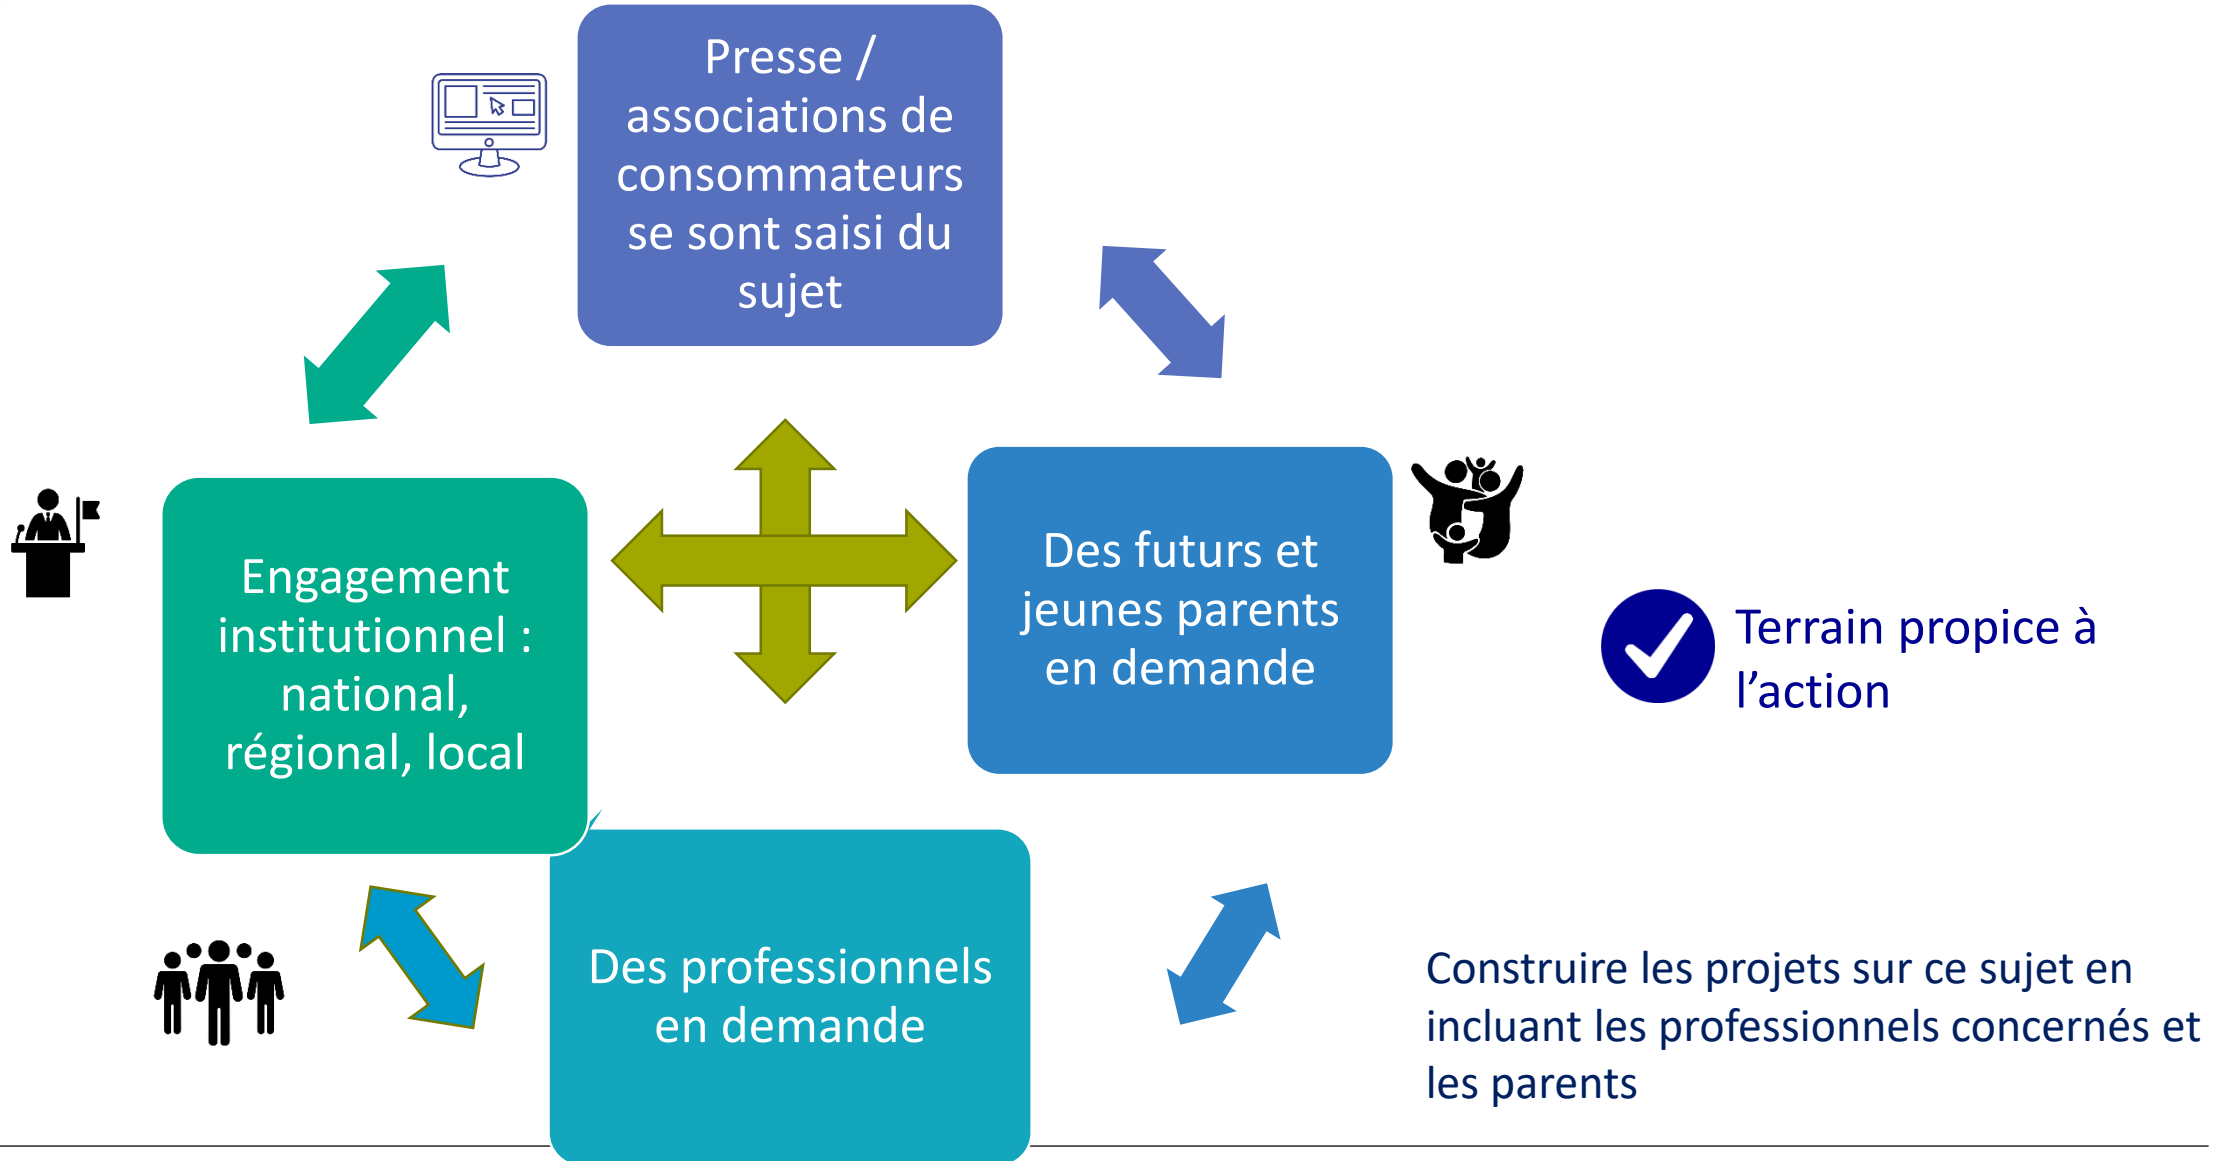 Presse /
associations de
consommateurs
se sont saisi du
sujet
Engagement
institutionnel :
national,
régional, local
Des futurs et
jeunes parents
en demande
Terrain propice à
l’action
Des professionnels
en demande
Construire les projets sur ce sujet en
incluant les professionnels concernés et
les parents